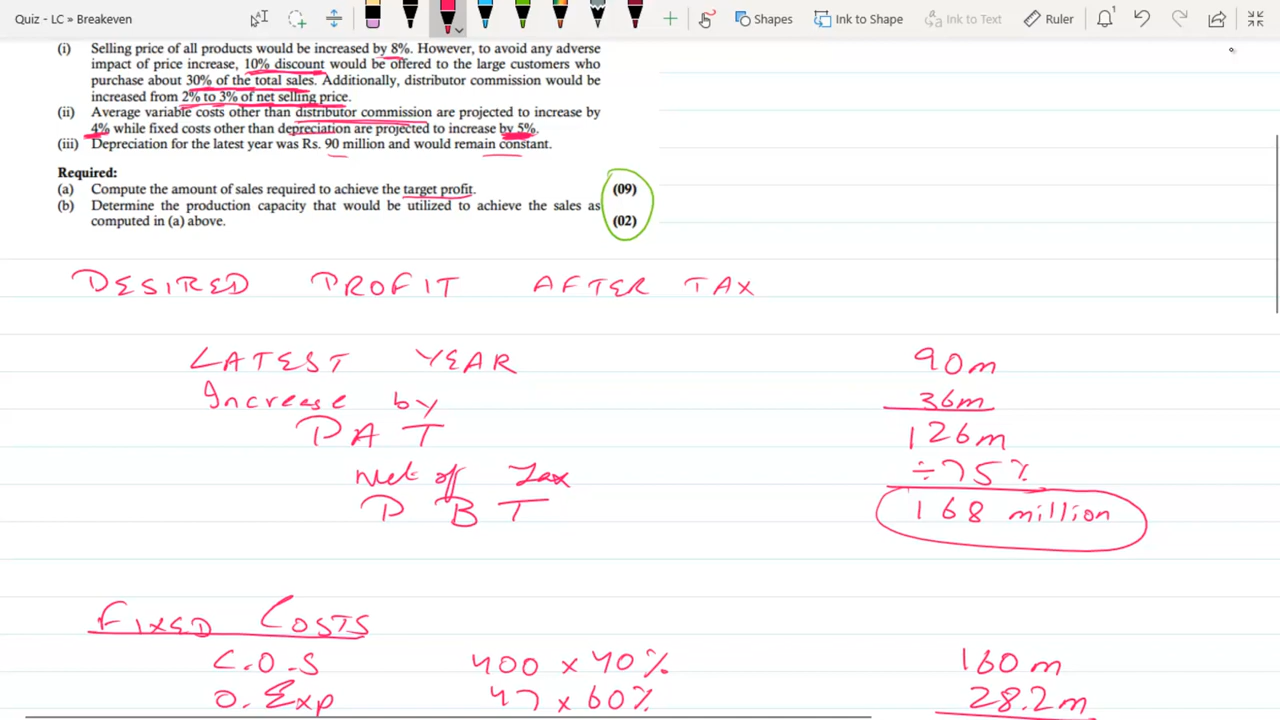 Quiz - LC » Breakeven
Shapes
Ink to Shape
Ink to Text
Ruler
(i) Selling price of all products would be increased by 8%. However, to avoid any adverse
impact of price increase, 10% discount would be offered to the large customers who
purchase about 30% of the total sales. Additionally, distributor commission would be
increased from 2% to 3% of net selling price.
(ii) Average variable costs other than distributor commission are projected to increase by
4% while fixed costs other than depreciation are projected to increase by 5%.
(iii) Depreciation for the latest year was Rs. 90 million and would remain constant.
Required:
(a) Compute the amount of sales required to achieve the target profit. (09)
(b) Determine the production capacity that would be utilized to achieve the sales as
computed in (a) above. (02)
DESIRED PROFIT AFTER TAX
LATEST YEAR 90m
Increase by 36m
PAT 126m
Net of Tax ÷75%
PBT 168 million
FIXED COSTS
C.O.S 400 x 40% 160m
O. Exp 47 x 60% 28.2m